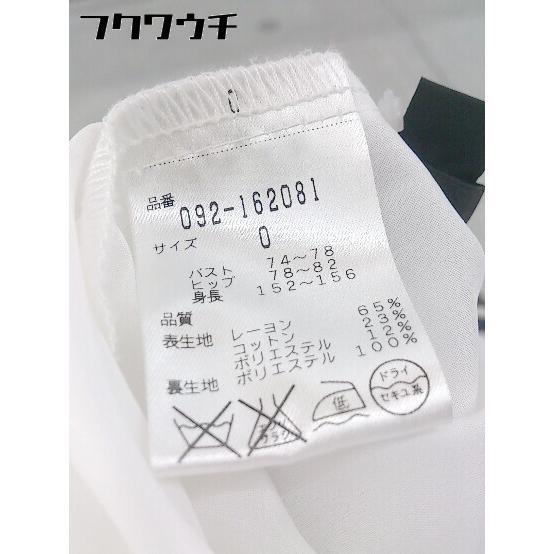 フクワウチ
0
品番 092-162081
サイズ 0
バスト 74～78
ヒップ 78～82
身長 152～156
品質
表生地 レーヨン 65%
コットン 23%
ポリエステル 12%
裏生地 ポリエステル 100%
低
ドライ
セキユ系